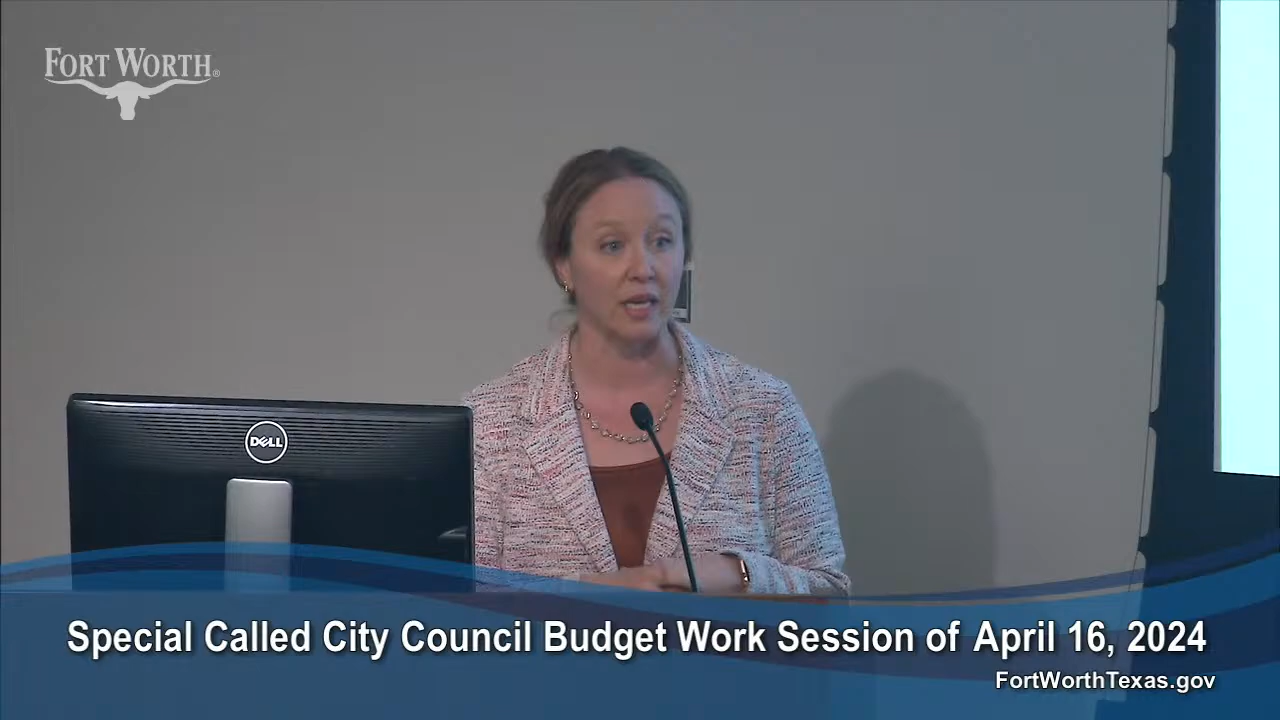 FORT WORTH®
DELL
Special Called City Council Budget Work Session of April 16, 2024
FortWorthTexas.gov